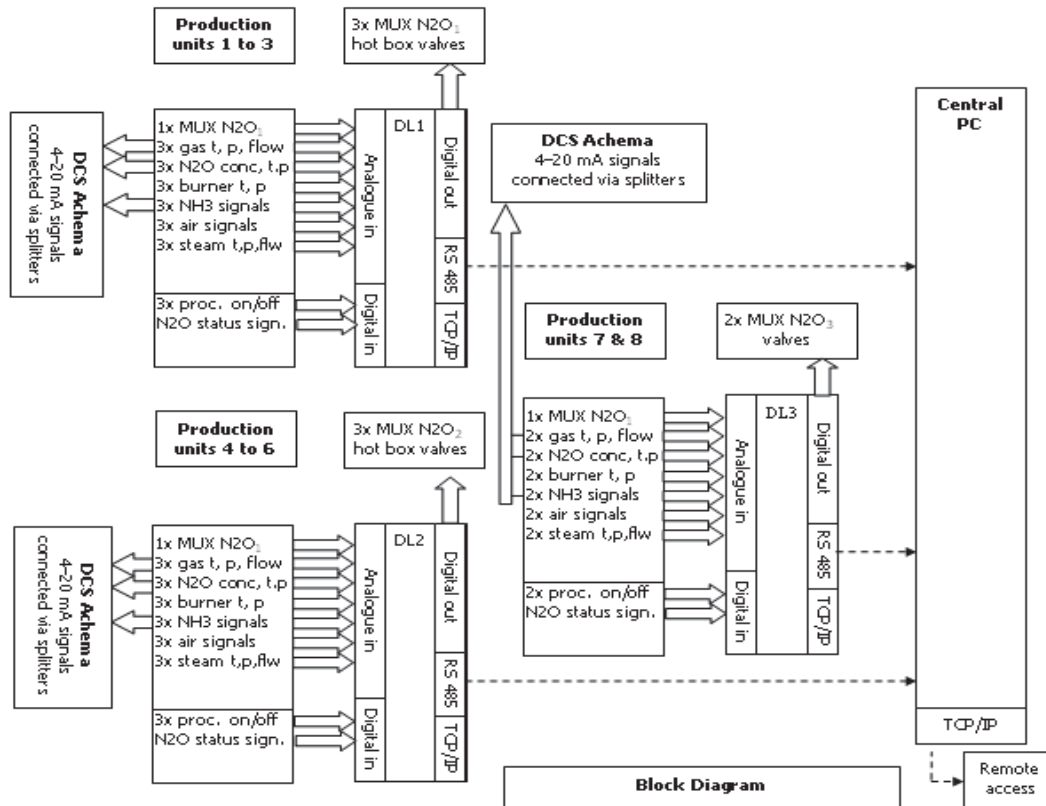 Production
units 1 to 3
3x MUX N2O₁
hot box valves
DCS Achema
4–20 mA signals
connected via splitters
1x MUX N2O₁
3x gas t, p, flow
3x N2O conc, t.p
3x burner t, p
3x NH3 signals
3x air signals
3x steam t,p,flw
3x proc. on/off
N2O status sign.
Analogue in
Digital in
DL1
Digital out
RS 485
TCP/IP
DCS Achema
4–20 mA signals
connected via splitters
Central
PC
Production
units 7 & 8
2x MUX N2O₃
valves
1x MUX N2O₁
2x gas t, p, flow
2x N2O conc, t.p
2x burner t, p
2x NH3 signals
2x air signals
2x steam t,p,flw
2x proc. on/off
N2O status sign.
Analogue in
Digital in
DL3
Digital out
RS 485
TCP/IP
Production
units 4 to 6
3x MUX N2O₂
hot box valves
DCS Achema
4–20 mA signals
connected via splitters
1x MUX N2O₁
3x gas t, p, flow
3x N2O conc, t.p
3x burner t, p
3x NH3 signals
3x air signals
3x steam t,p,flw
3x proc. on/off
N2O status sign.
Analogue in
Digital in
DL2
Digital out
RS 485
TCP/IP
TCP/IP
Block Diagram
Remote
access